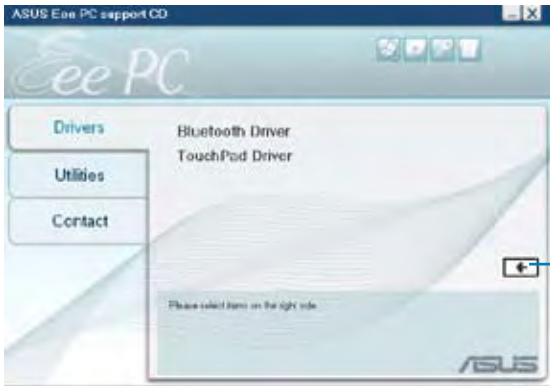 ASUS Eee PC support CD
Eee PC
Drivers
Bluetooth Driver
TouchPad Driver
Utilities
Contact
Please select items on the right side
ASUS